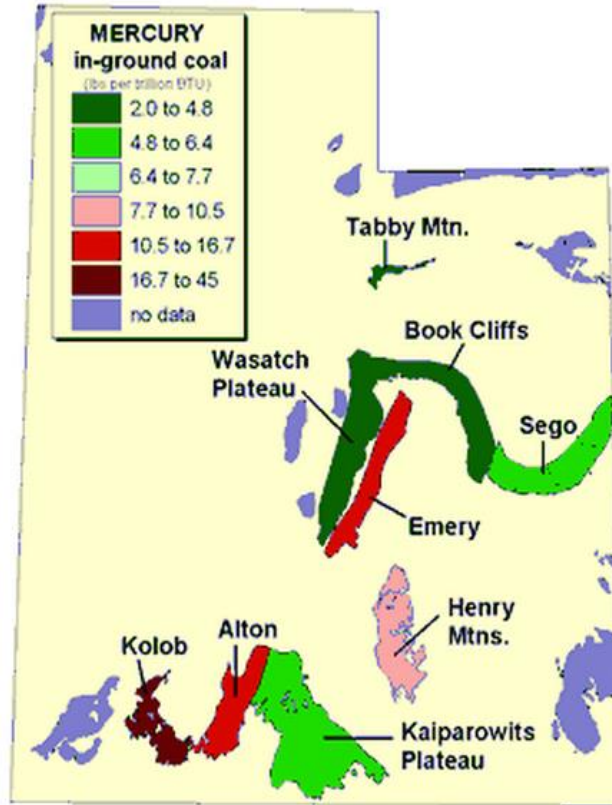 MERCURY
in-ground coal
(lbs per trillion BTU)
2.0 to 4.8
4.8 to 6.4
6.4 to 7.7
7.7 to 10.5
10.5 to 16.7
16.7 to 45
no data
Tabby Mtn.
Book Cliffs
Wasatch
Plateau
Sego
Emery
Henry
Mtns.
Kolob
Alton
Kaiparowits
Plateau